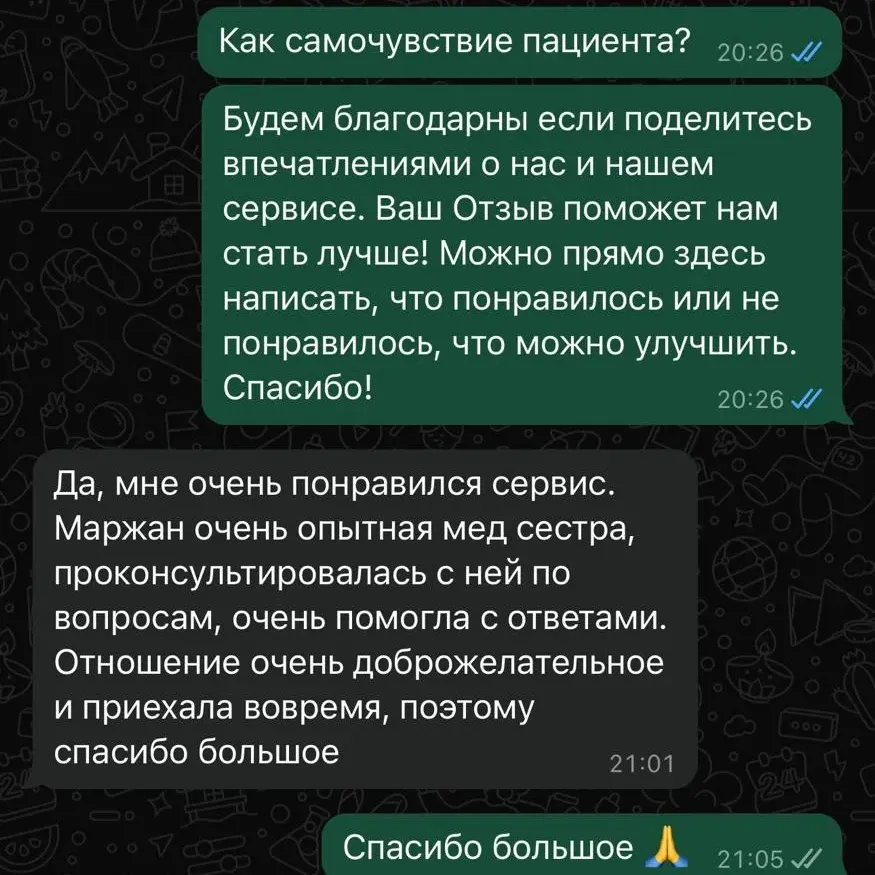 Как самочувствие пациента?
20:26
Будем благодарны если поделитесь
впечатлениями о нас и нашем
сервисе. Ваш Отзыв поможет нам
стать лучше! Можно прямо здесь
написать, что понравилось или не
понравилось, что можно улучшить.
Спасибо!
20:26
Да, мне очень понравился сервис.
Маржан очень опытная мед сестра,
проконсультировалась с ней по
вопросам, очень помогла с ответами.
Отношение очень доброжелательное
и приехала вовремя, поэтому
спасибо большое
21:01
Спасибо большое 🙏
21:05